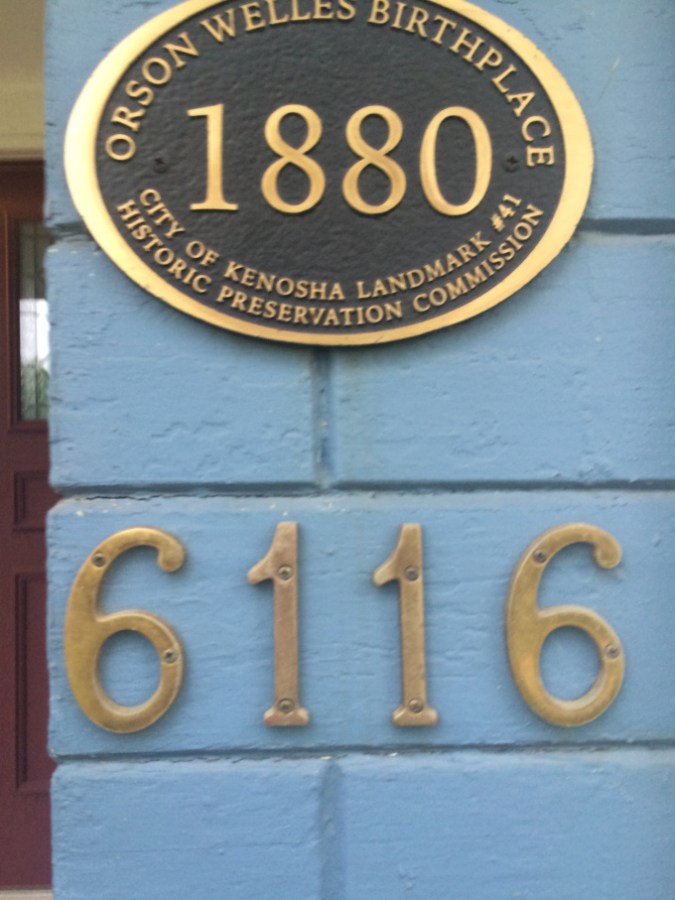 ORSON WELLES BIRTHPLACE
1880
CITY OF KENOSHA LANDMARK #41
HISTORIC PRESERVATION COMMISSION
6116